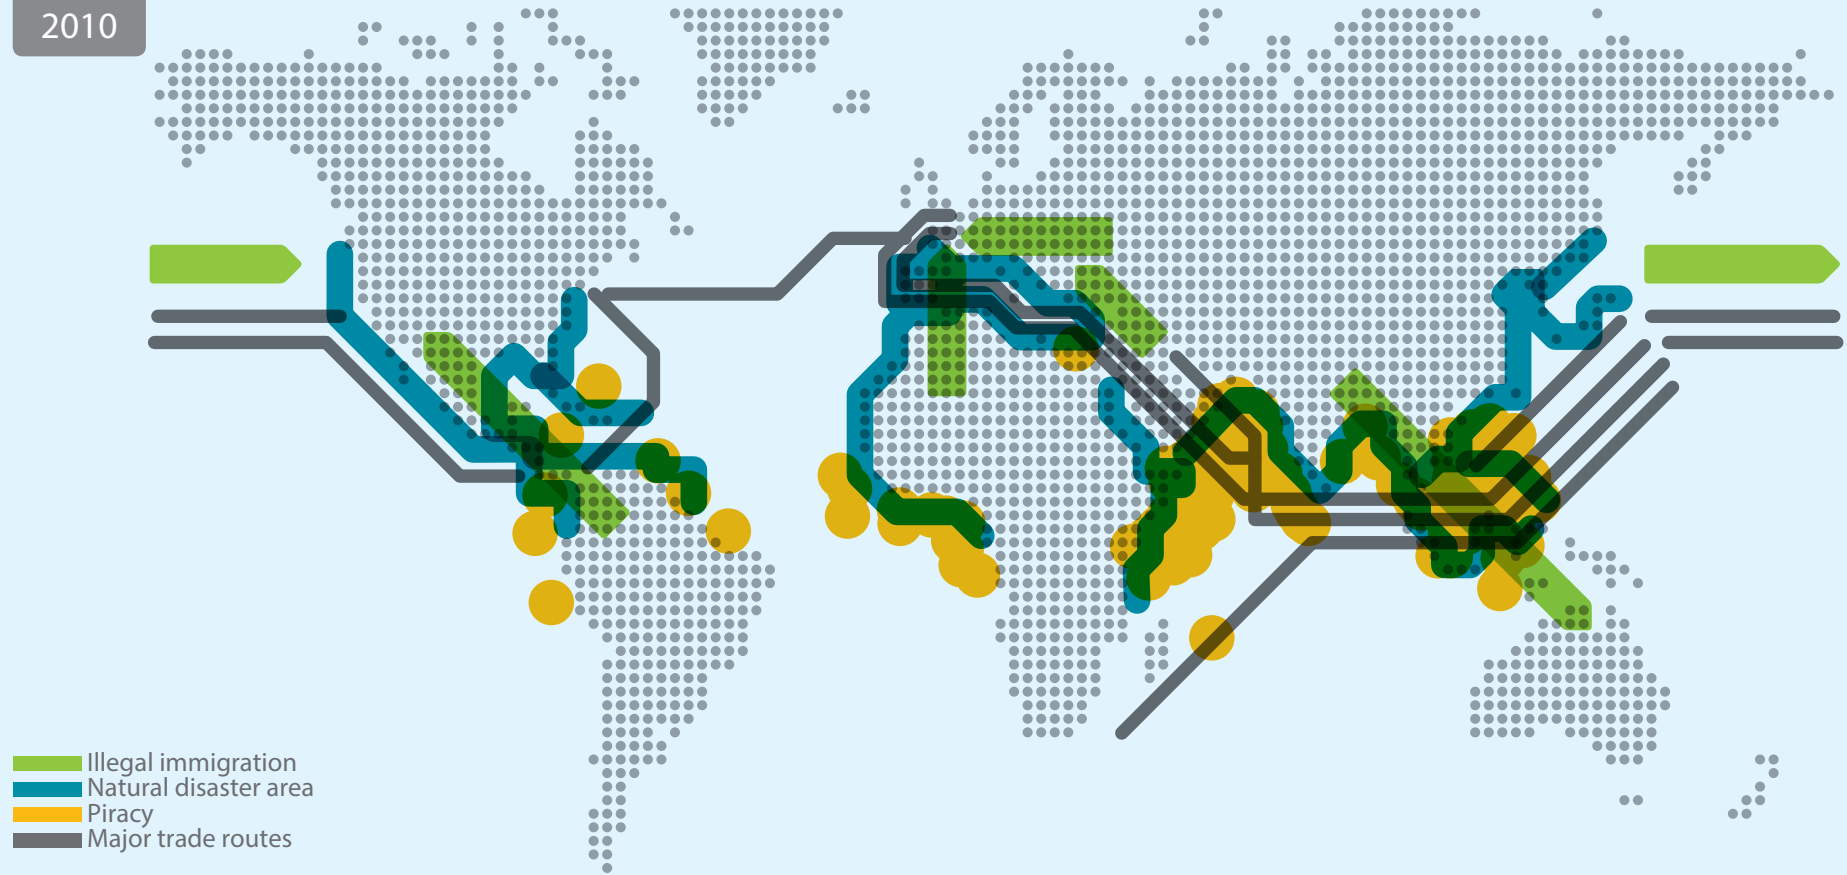 2010
Illegal immigration
Natural disaster area
Piracy
Major trade routes